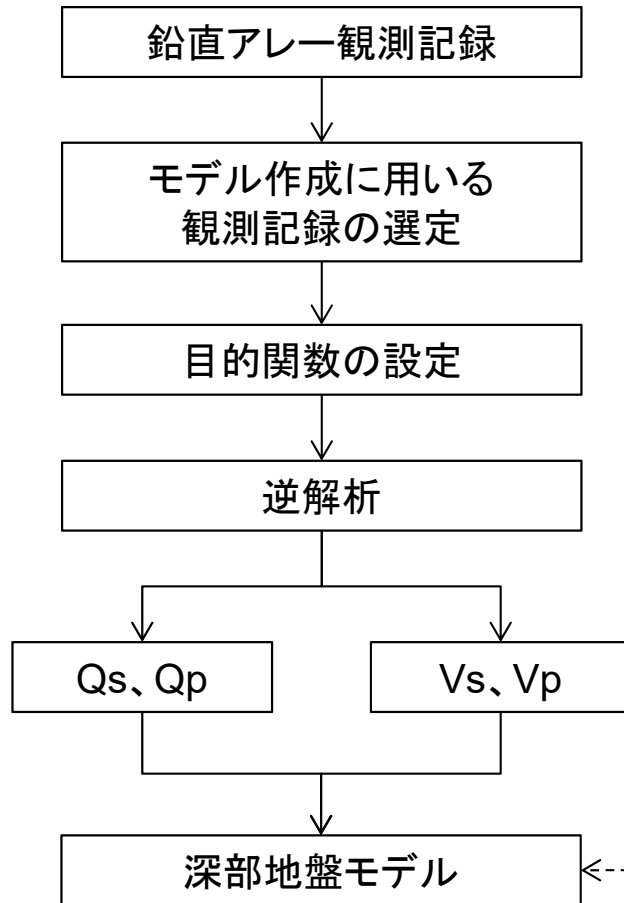 鉛直アレー観測記録
モデル作成に用いる
観測記録の選定
目的関数の設定
逆解析
Qs、Qp
Vs、Vp
深部地盤モデル